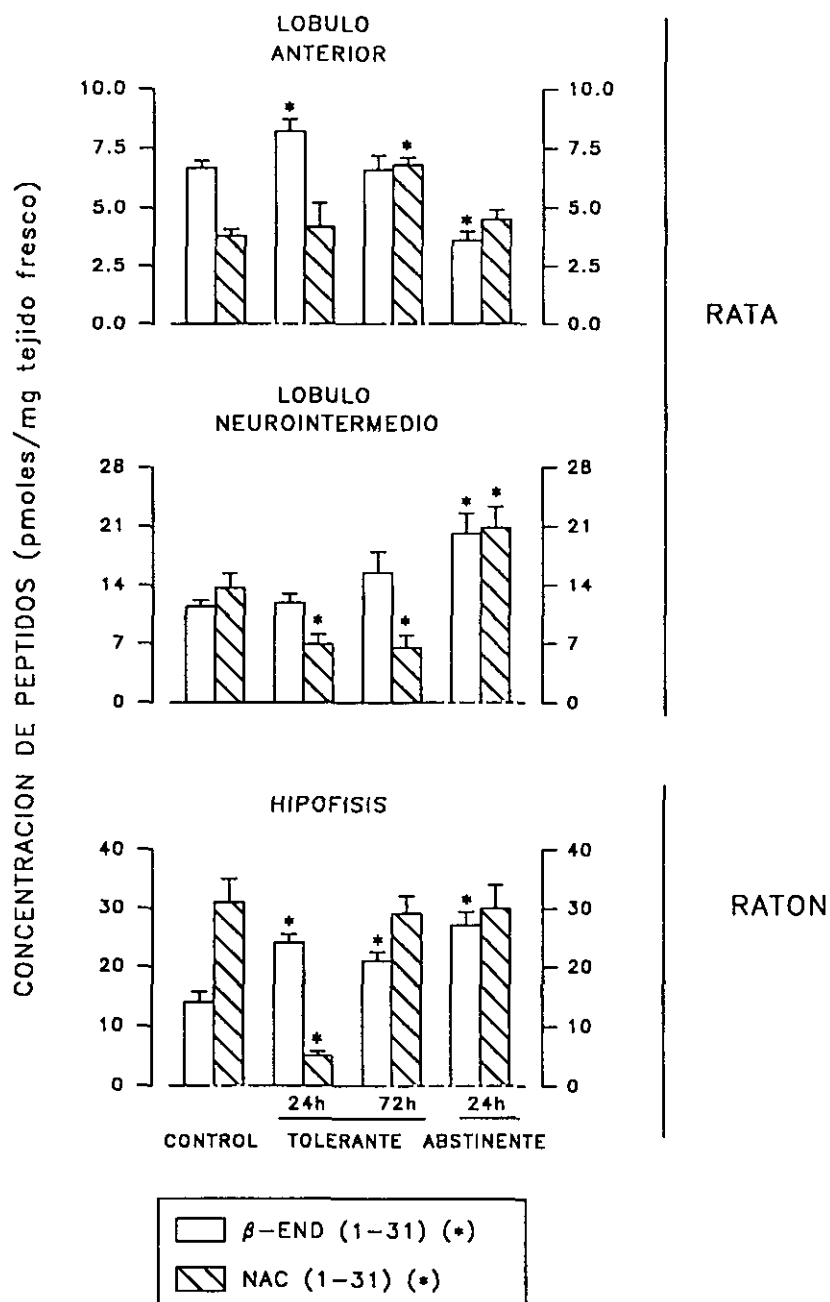 LOBULO
ANTERIOR
10.0 10.0
* *
7.5 7.5
5.0 * 5.0
2.5 2.5
0.0 0.0
RATA
LOBULO
NEUROINTERMEDIO
28 28
* *
21 21
14 14
* *
7 7
0 0
CONCENTRACION DE PEPTIDOS (pmoles/mg tejido fresco)
HIPOFISIS
40 40
30 30
* * *
20 20
10 10
*
0 0
RATON
24h 72h 24h
CONTROL TOLERANTE ABSTINENTE
β-END (1-31) (*)
NAC (1-31) (*)